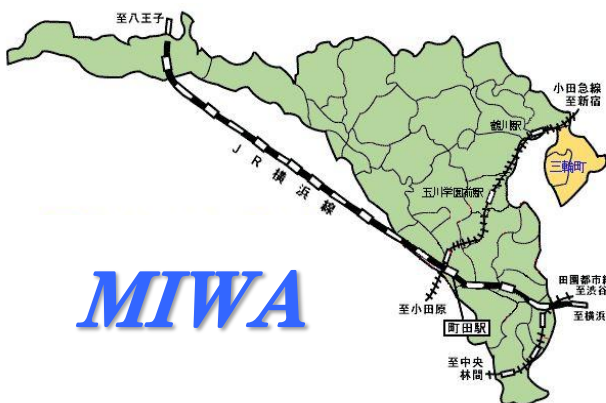 至八王子
小田急線
至新宿
鶴川駅
三輪町
JR横浜線
玉川学園前駅
MIWA
田園都市線
至渋谷
至小田原
至横浜
町田駅
至中央
林間